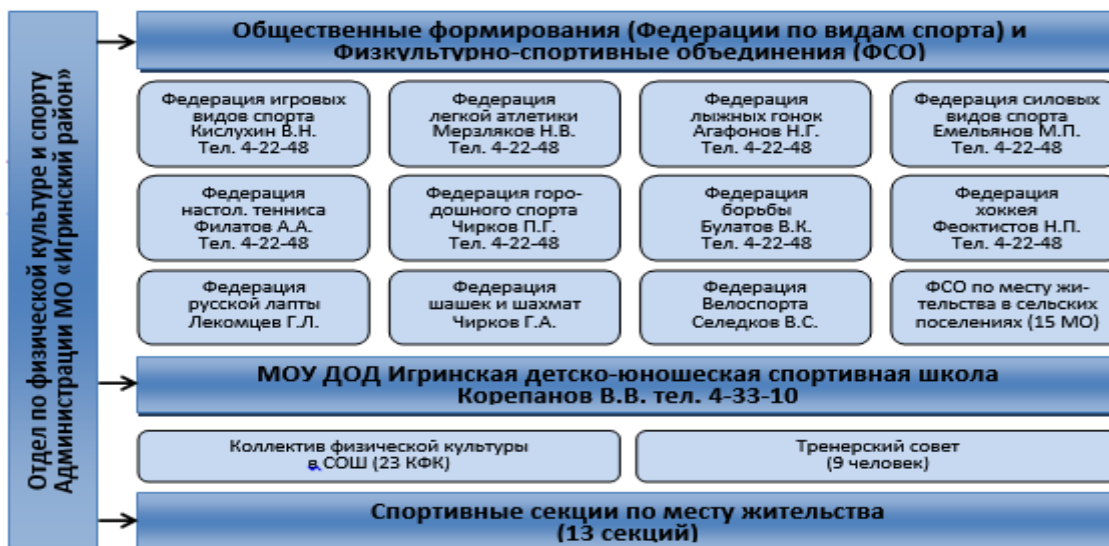 Отдел по физической культуре и спорту
Администрации МО «Игринский район»
Общественные формирования (Федерации по видам спорта) и
Физкультурно-спортивные объединения (ФСО)
Федерация игровых
видов спорта
Кислухин В.Н.
Тел. 4-22-48
Федерация
легкой атлетики
Мерзляков Н.В.
Тел. 4-22-48
Федерация
лыжных гонок
Агафонов Н.Г.
Тел. 4-22-48
Федерация силовых
видов спорта
Емельянов М.П.
Тел. 4-22-48
Федерация
настол. тенниса
Филатов А.А.
Тел. 4-22-48
Федерация горо-
дошного спорта
Чирков П.Г.
Тел. 4-22-48
Федерация
борьбы
Булатов В.К.
Тел. 4-22-48
Федерация
хоккея
Феоктистов Н.П.
Тел. 4-22-48
Федерация
русской лапты
Лекомцев Г.Л.
Федерация
шашек и шахмат
Чирков Г.А.
Федерация
Велоспорта
Селедков В.С.
ФСО по месту жи-
тельства в сельских
поселениях (15 МО)
МОУ ДОД Игринская детско-юношеская спортивная школа
Корепанов В.В. тел. 4-33-10
Коллектив физической культуры
в СОШ (23 КФК)
Тренерский совет
(9 человек)
Спортивные секции по месту жительства
(13 секций)